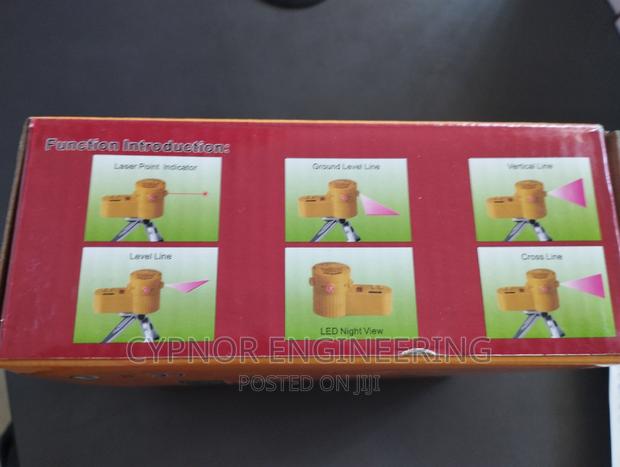 Function Introduction:
Laser Point Indicator
Ground Level Line
Vertical Line
Level Line
LED Night View
Cross Line
CYPNOR ENGINEERING
POSTED ON JIJI